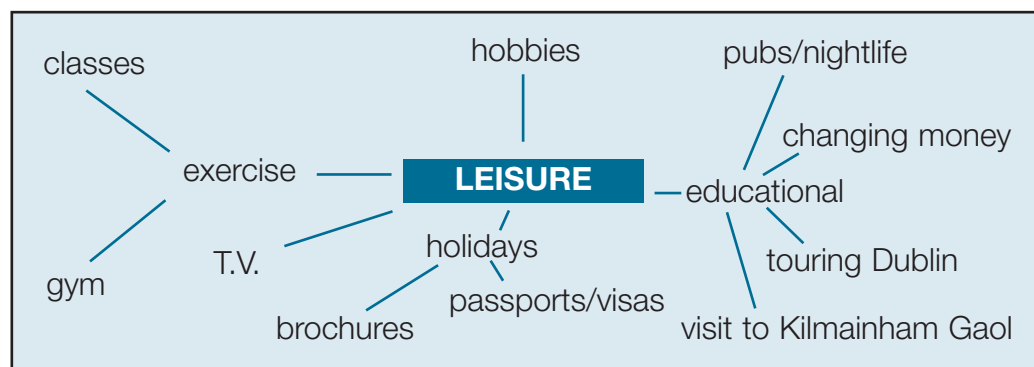 hobbies
pubs/nightlife
classes
changing money
exercise
LEISURE
educational
holidays
T.V.
touring Dublin
gym
passports/visas
brochures
visit to Kilmainham Gaol